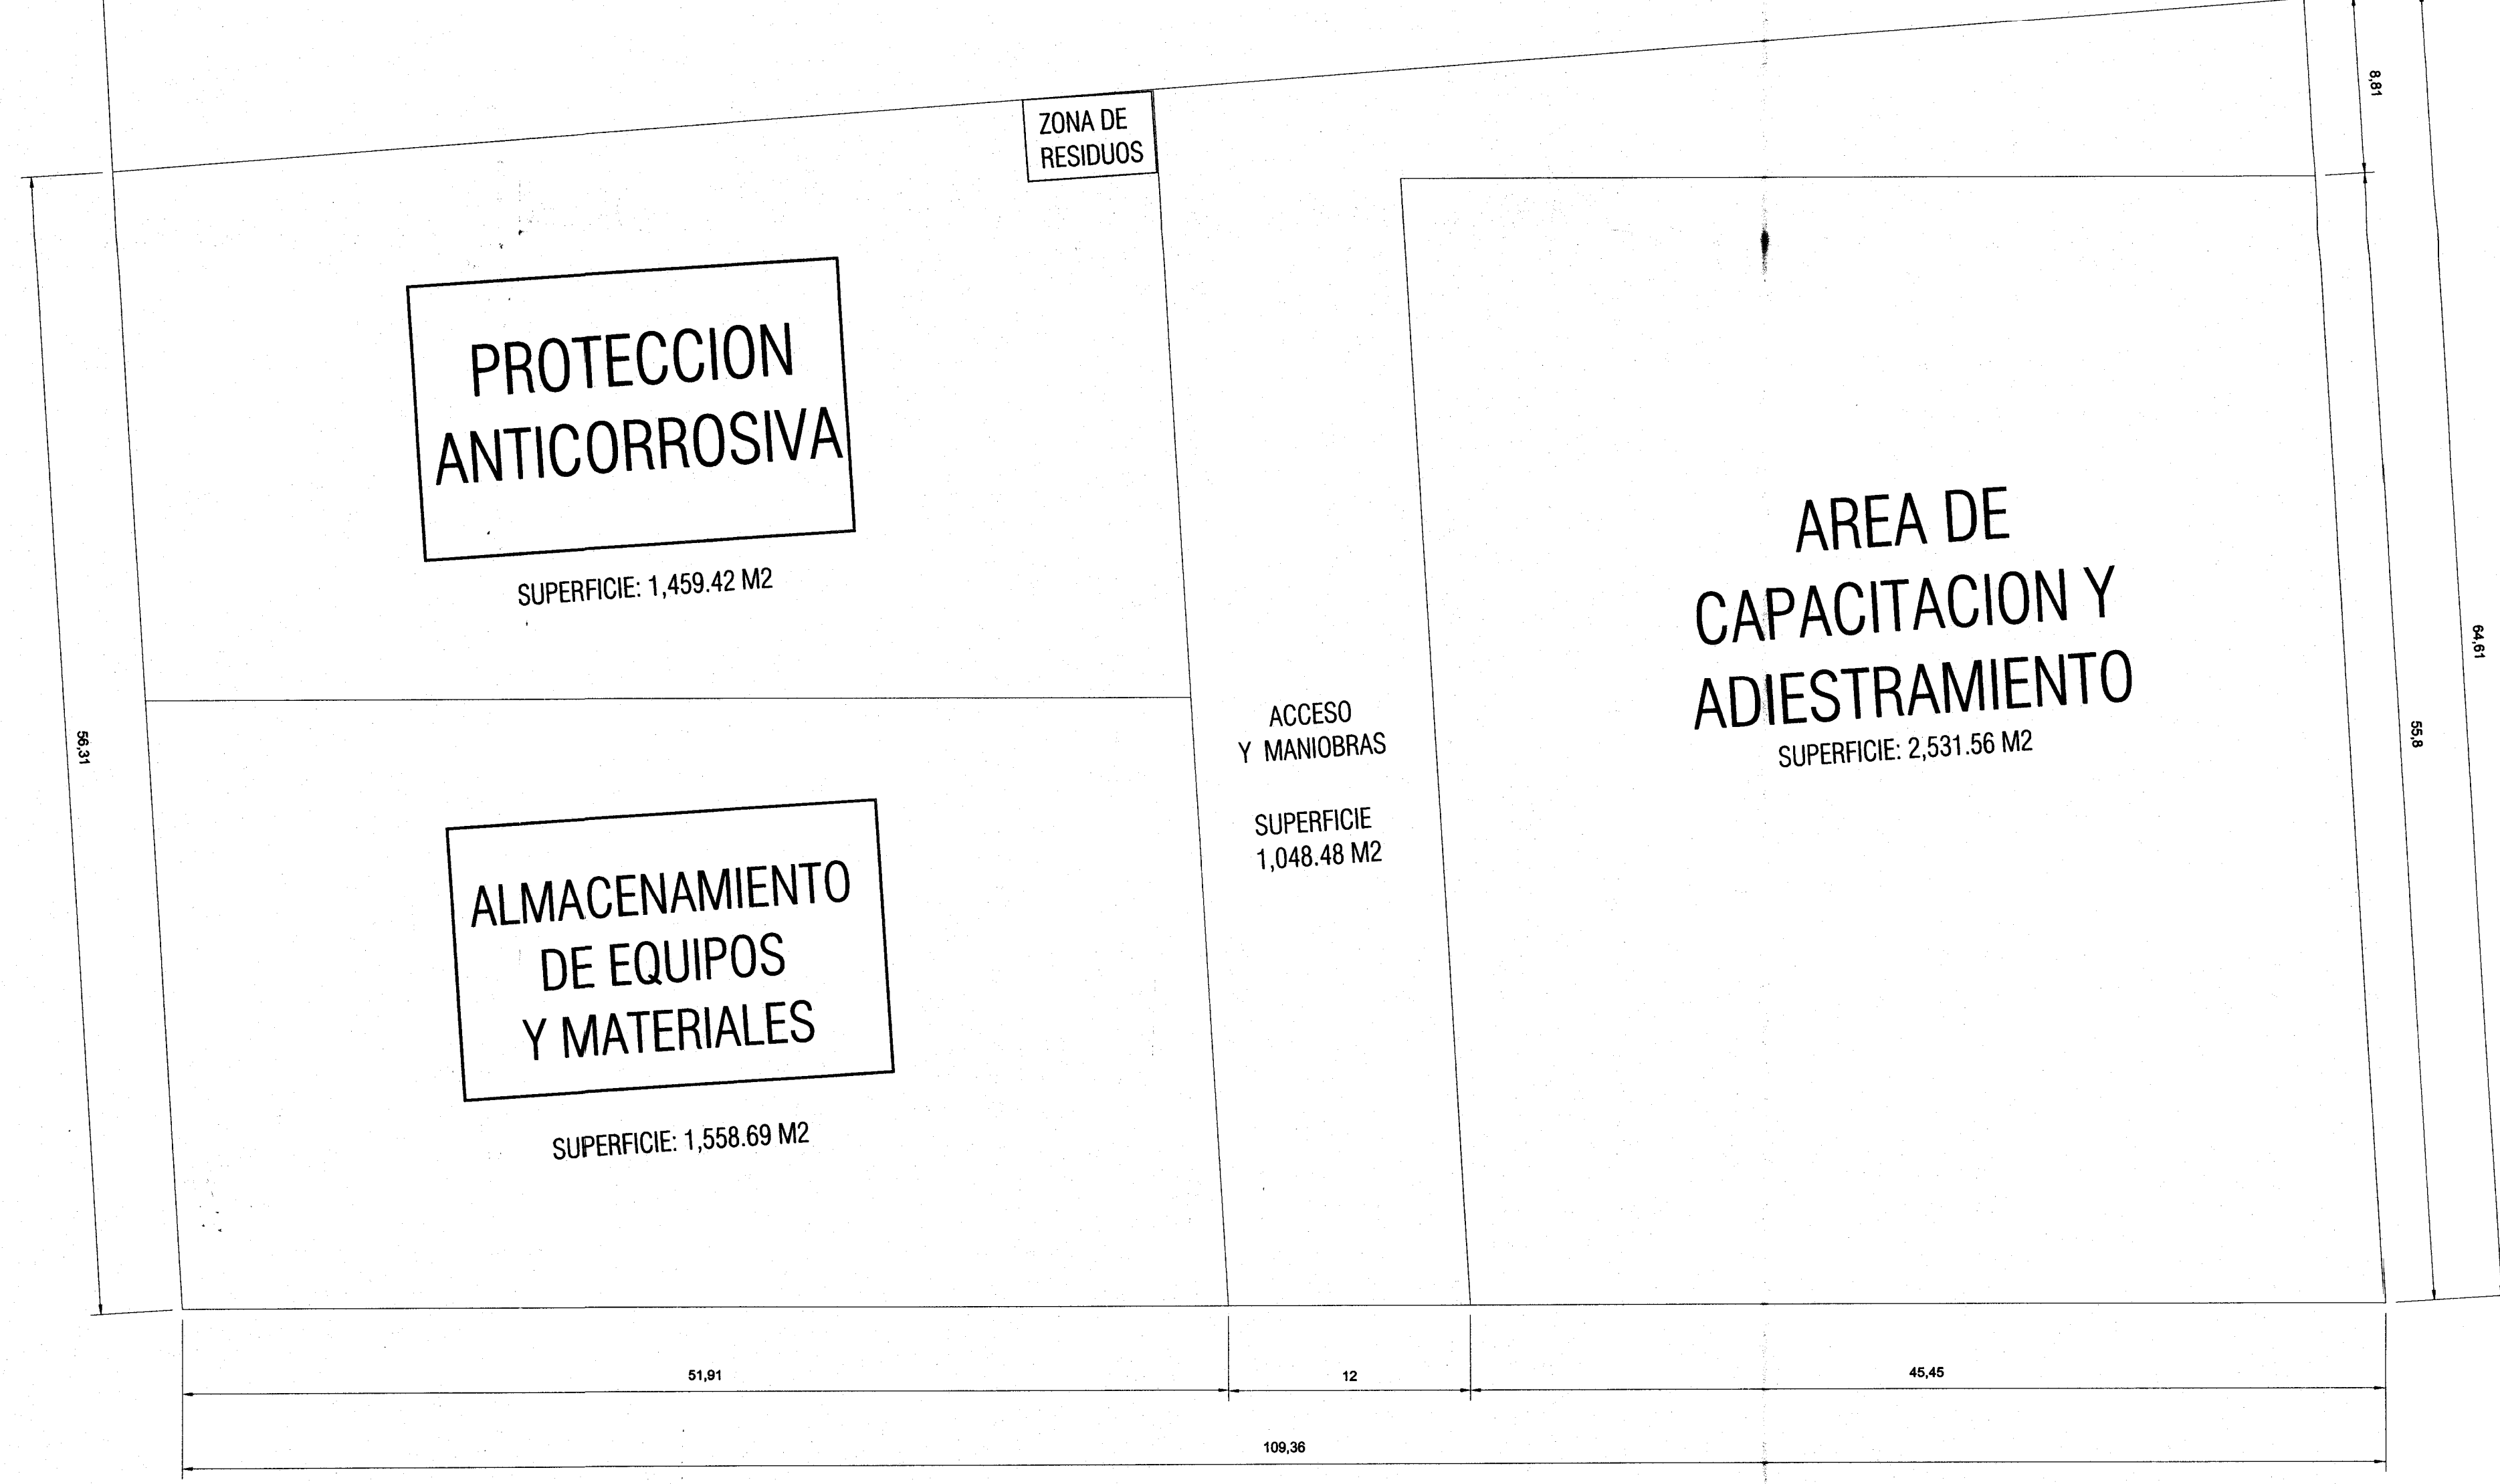 8,81
ZONA DE
RESIDUOS
PROTECCION
ANTICORROSIVA
SUPERFICIE: 1,459.42 M2
AREA DE
CAPACITACION Y
ADIESTRAMIENTO
SUPERFICIE: 2,531.56 M2
64,61
55,8
56,31
ACCESO
Y MANIOBRAS
SUPERFICIE
1,048.48 M2
ALMACENAMIENTO
DE EQUIPOS
Y MATERIALES
SUPERFICIE: 1,558.69 M2
51,91
12
45,45
109,36